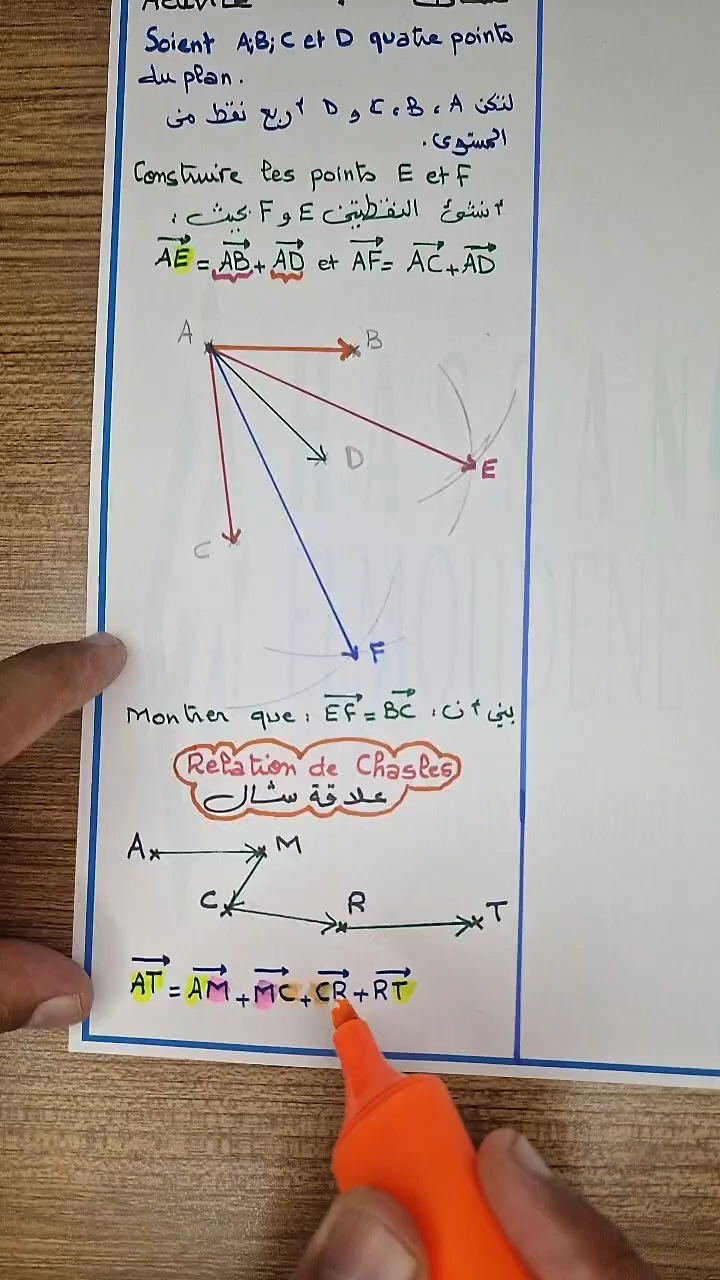 Soient A; B; C et D quatre points
du plan.
لتكن A ، B ، C و D أربع نقط من
المستوى.
Construire les points E et F
أنشئ النقطتين E و F بحيث :
AE = AB + AD et AF = AC + AD
A
B
D
E
C
F
Montrer que : EF = BC : بين أن
Relation de Chasles
علاقة شال
A
M
C
R
T
AT = AM + MC + CR + RT